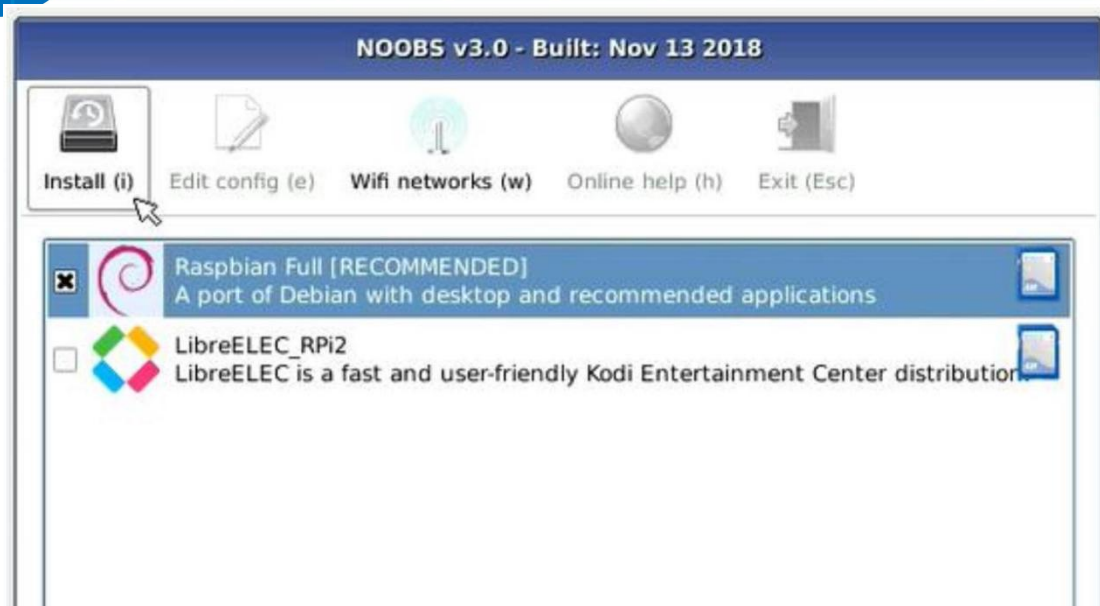 NOOBS v3.0 - Built: Nov 13 2018
Install (i) Edit config (e) Wifi networks (w) Online help (h) Exit (Esc)
Raspbian Full [RECOMMENDED]
A port of Debian with desktop and recommended applications
LibreELEC_RPi2
LibreELEC is a fast and user-friendly Kodi Entertainment Center distribution.